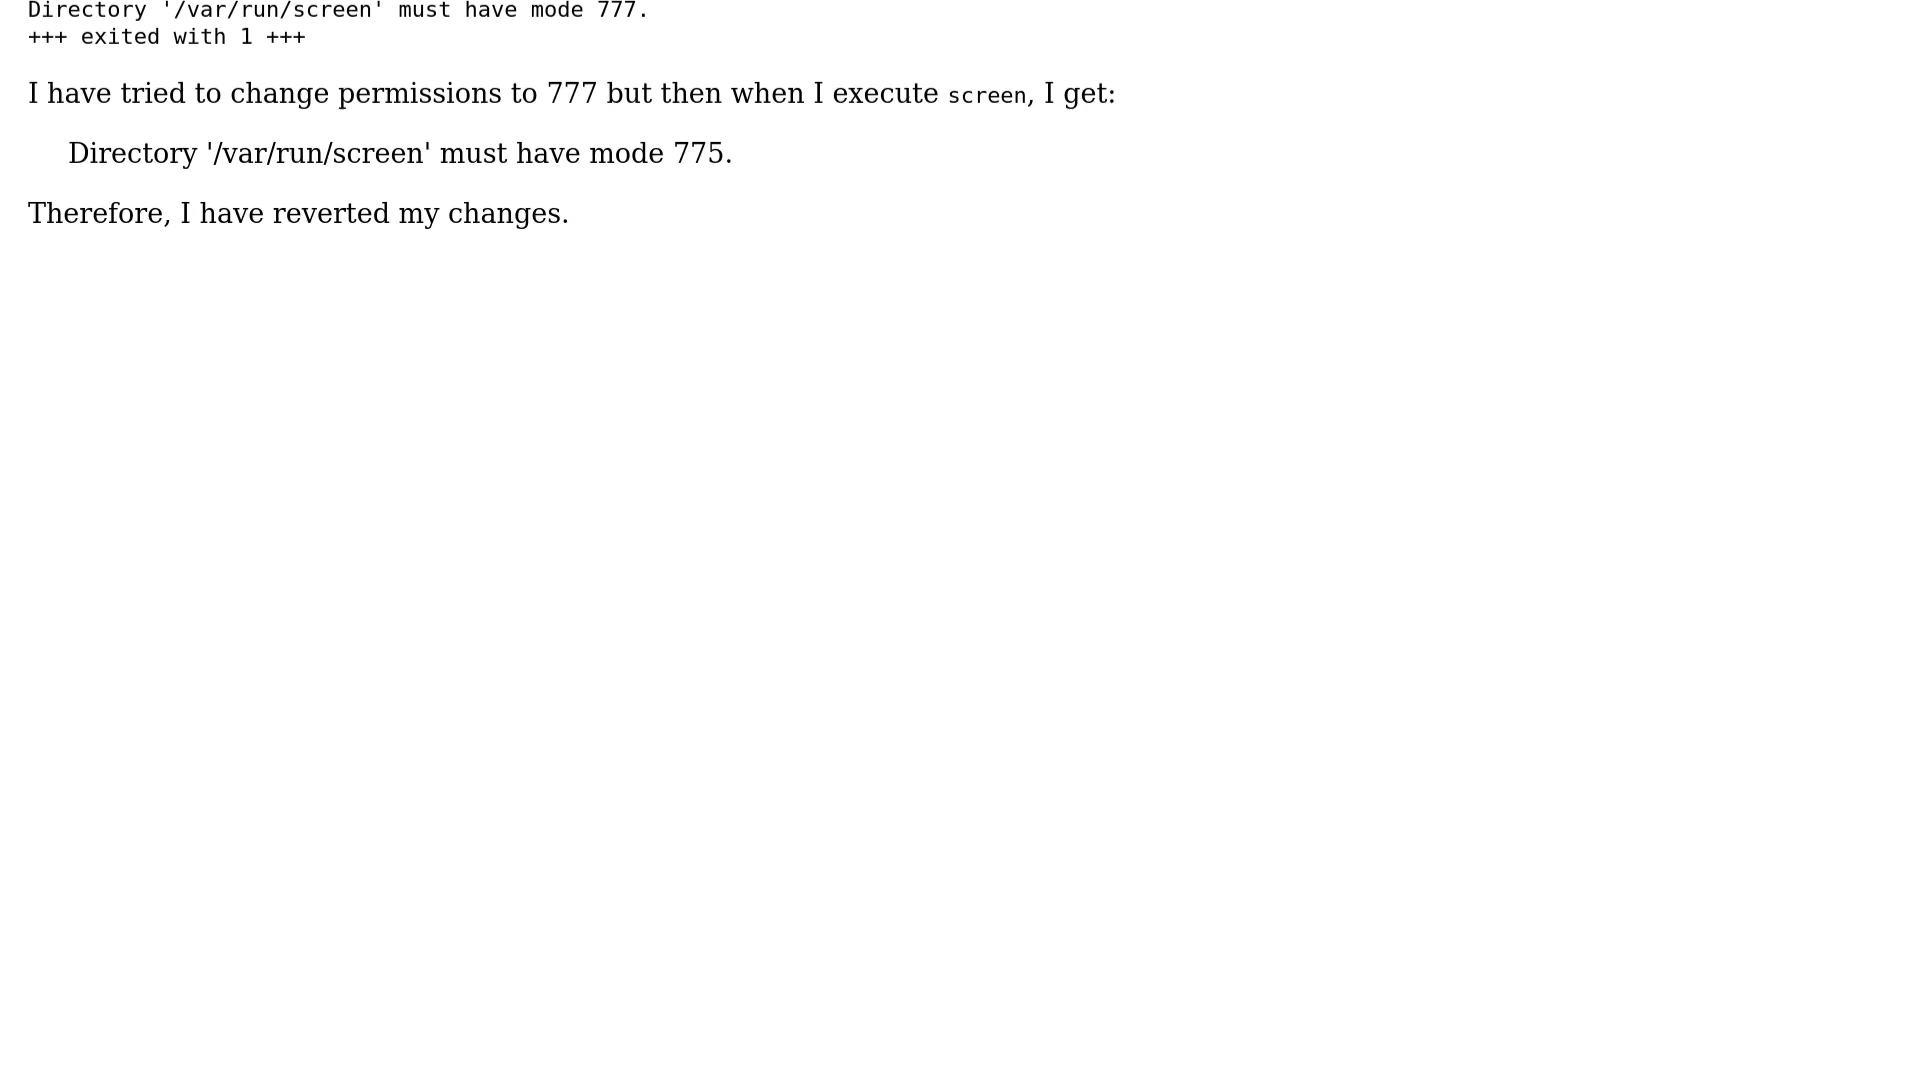 Directory '/var/run/screen' must have mode 777.
+++ exited with 1 +++
I have tried to change permissions to 777 but then when I execute screen, I get:
Directory '/var/run/screen' must have mode 775.
Therefore, I have reverted my changes.